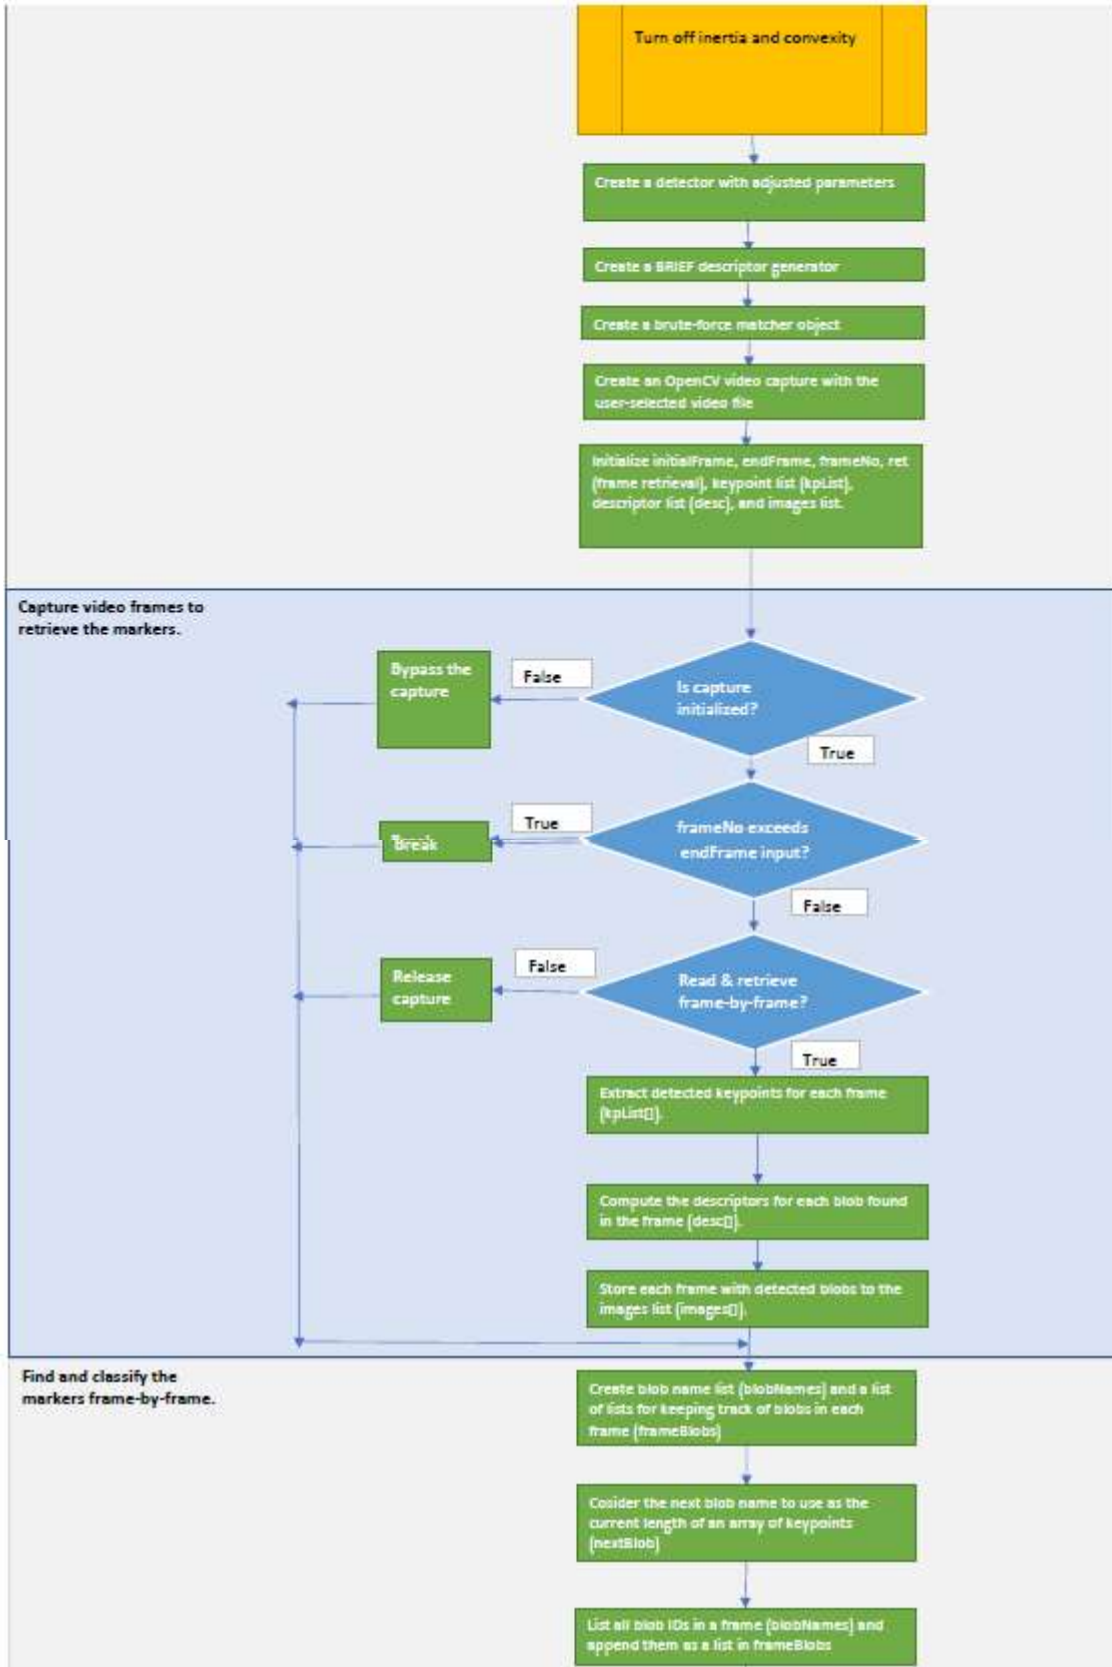 Turn off inertia and convexity
Create a detector with adjusted parameters
Create a BRIEF descriptor generator
Create a brute-force matcher object
Create an OpenCV video capture with the
user-selected video file
Initialize initialFrame, endFrame, frameNo, ret
(frame retrieval), keypoint list (kpList),
descriptor list (desc), and images list.
Capture video frames to
retrieve the markers.
Bypass the
capture
False
Is capture
initialized?
True
Break
True
frameNo exceeds
endFrame input?
False
Release
capture
False
Read & retrieve
frame-by-frame?
True
Extract detected keypoints for each frame
(kpList[]).
Compute the descriptors for each blob found
in the frame (desc[]).
Store each frame with detected blobs to the
images list (images[]).
Find and classify the
markers frame-by-frame.
Create blob name list (blobNames) and a list
of lists for keeping track of blobs in each
frame (frameBlobs)
Cosider the next blob name to use as the
current length of an array of keypoints
(nextBlob)
List all blob IDs in a frame (blobNames) and
append them as a list in frameBlobs